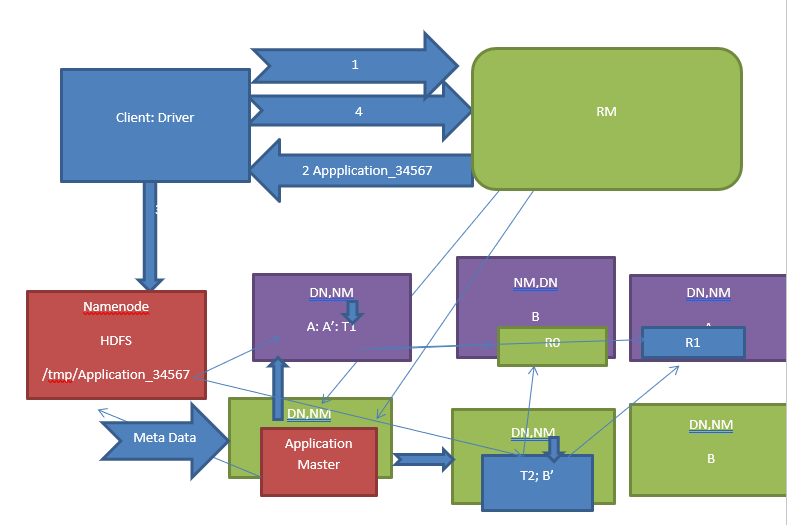 1
Client: Driver
4
RM
2 Appplication_34567
Namenode
HDFS
/tmp/Application_34567
DN,NM
A: A’: T1
NM,DN
B
R0
DN,NM
R1
Meta Data
DN,NM
Application
Master
DN,NM
T2; B’
DN,NM
B